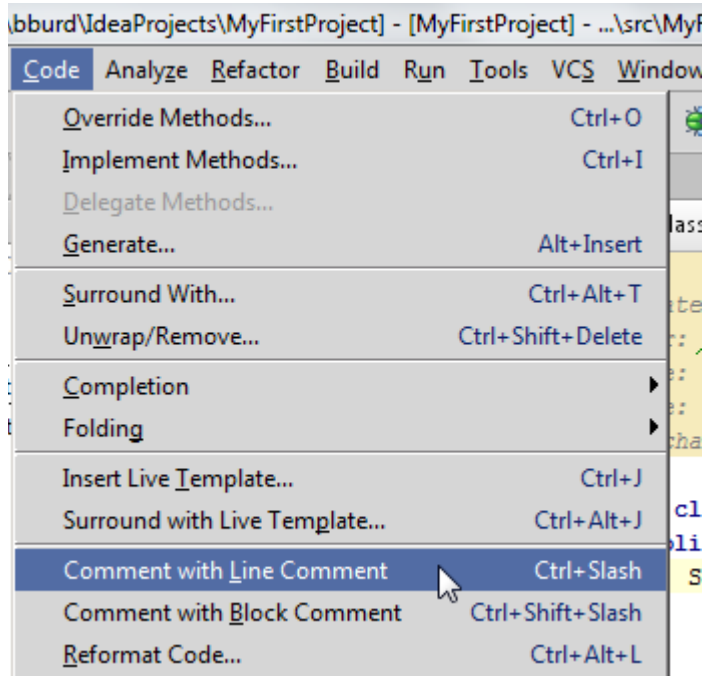 \bburd\IdeaProjects\MyFirstProject] - [MyFirstProject] - ...\src\MyF
Code Analyze Refactor Build Run Tools VCS Window
Override Methods... Ctrl+O
Implement Methods... Ctrl+I
Delegate Methods...
lass
Generate... Alt+Insert
Surround With... Ctrl+Alt+T
Unwrap/Remove... Ctrl+Shift+Delete
Completion
Folding
Insert Live Template... Ctrl+J
Surround with Live Template... Ctrl+Alt+J
cl
Comment with Line Comment Ctrl+Slash
S
Comment with Block Comment Ctrl+Shift+Slash
Reformat Code... Ctrl+Alt+L